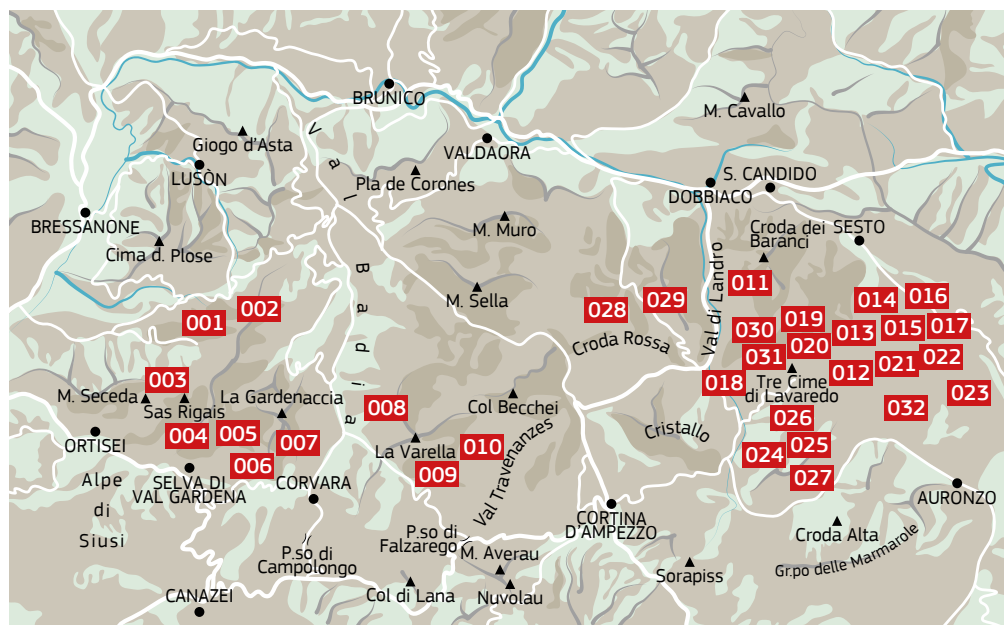 BRUNICO
M. Cavallo
Giogo d'Asta
Val Badia
VALDAORA
LUSÖN
Pla de Corones
S. CANDIDO
DOBBIACO
BRESSANONE
M. Muro
Croda dei
Baranci
SESTO
Cima d. Plose
Val di Landro
M. Sella
011
028
029
014
016
001
002
030
019
013
015
017
Croda Rossa
031
020
012
021
022
003
M. Seceda
Sas Rigais
La Gardenaccia
018
Tre Cime
di Lavaredo
023
008
Col Becchei
032
026
ORTISEI
004
005
007
La Varella
010
Cristallo
025
024
006
009
027
SELVA DI
VAL GARDENA
CORVARA
Val Travenanzes
AURONZO
Alpe
di
Siusi
CORTINA
D'AMPEZZO
P.so di
Falzarego
Croda Alta
P.so di
Campolongo
M. Averau
Gr.po delle Marmarole
Sorapiss
CANAZEI
Col di Lana
Nuvolau